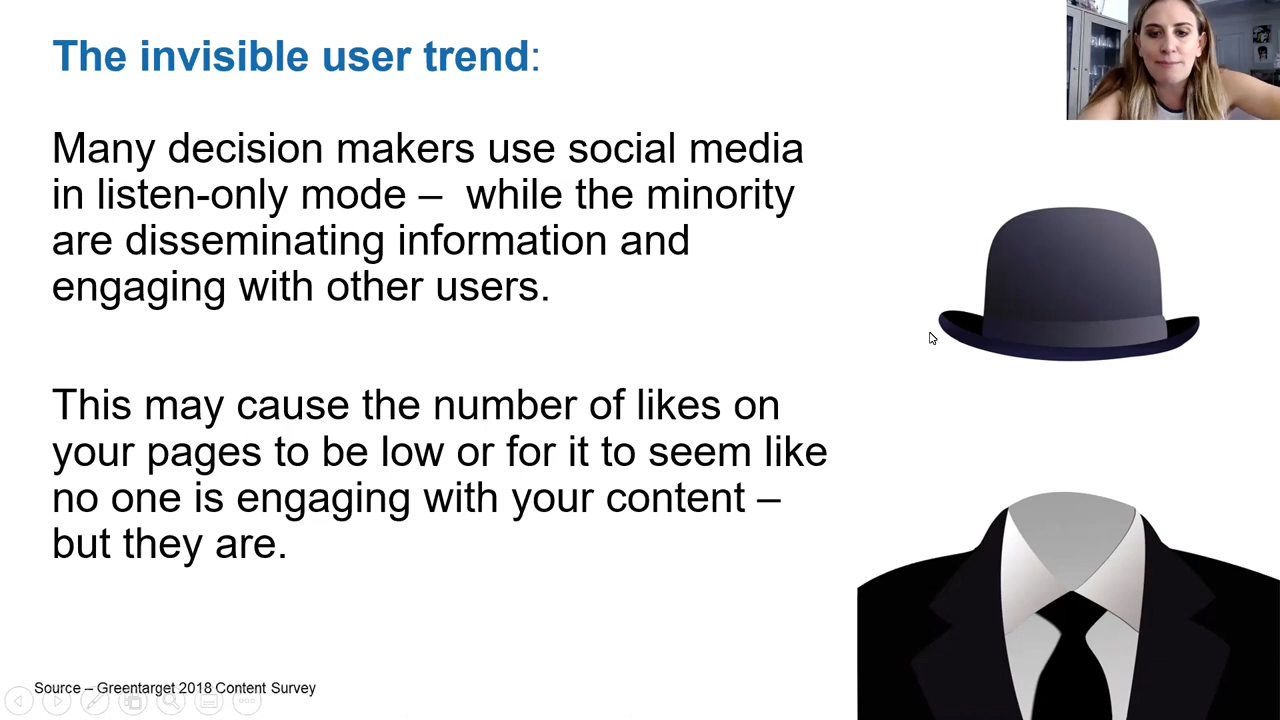 The invisible user trend:
Many decision makers use social media
in listen-only mode –  while the minority
are disseminating information and
engaging with other users.
This may cause the number of likes on
your pages to be low or for it to seem like
no one is engaging with your content –
but they are.
Source – Greentarget 2018 Content Survey